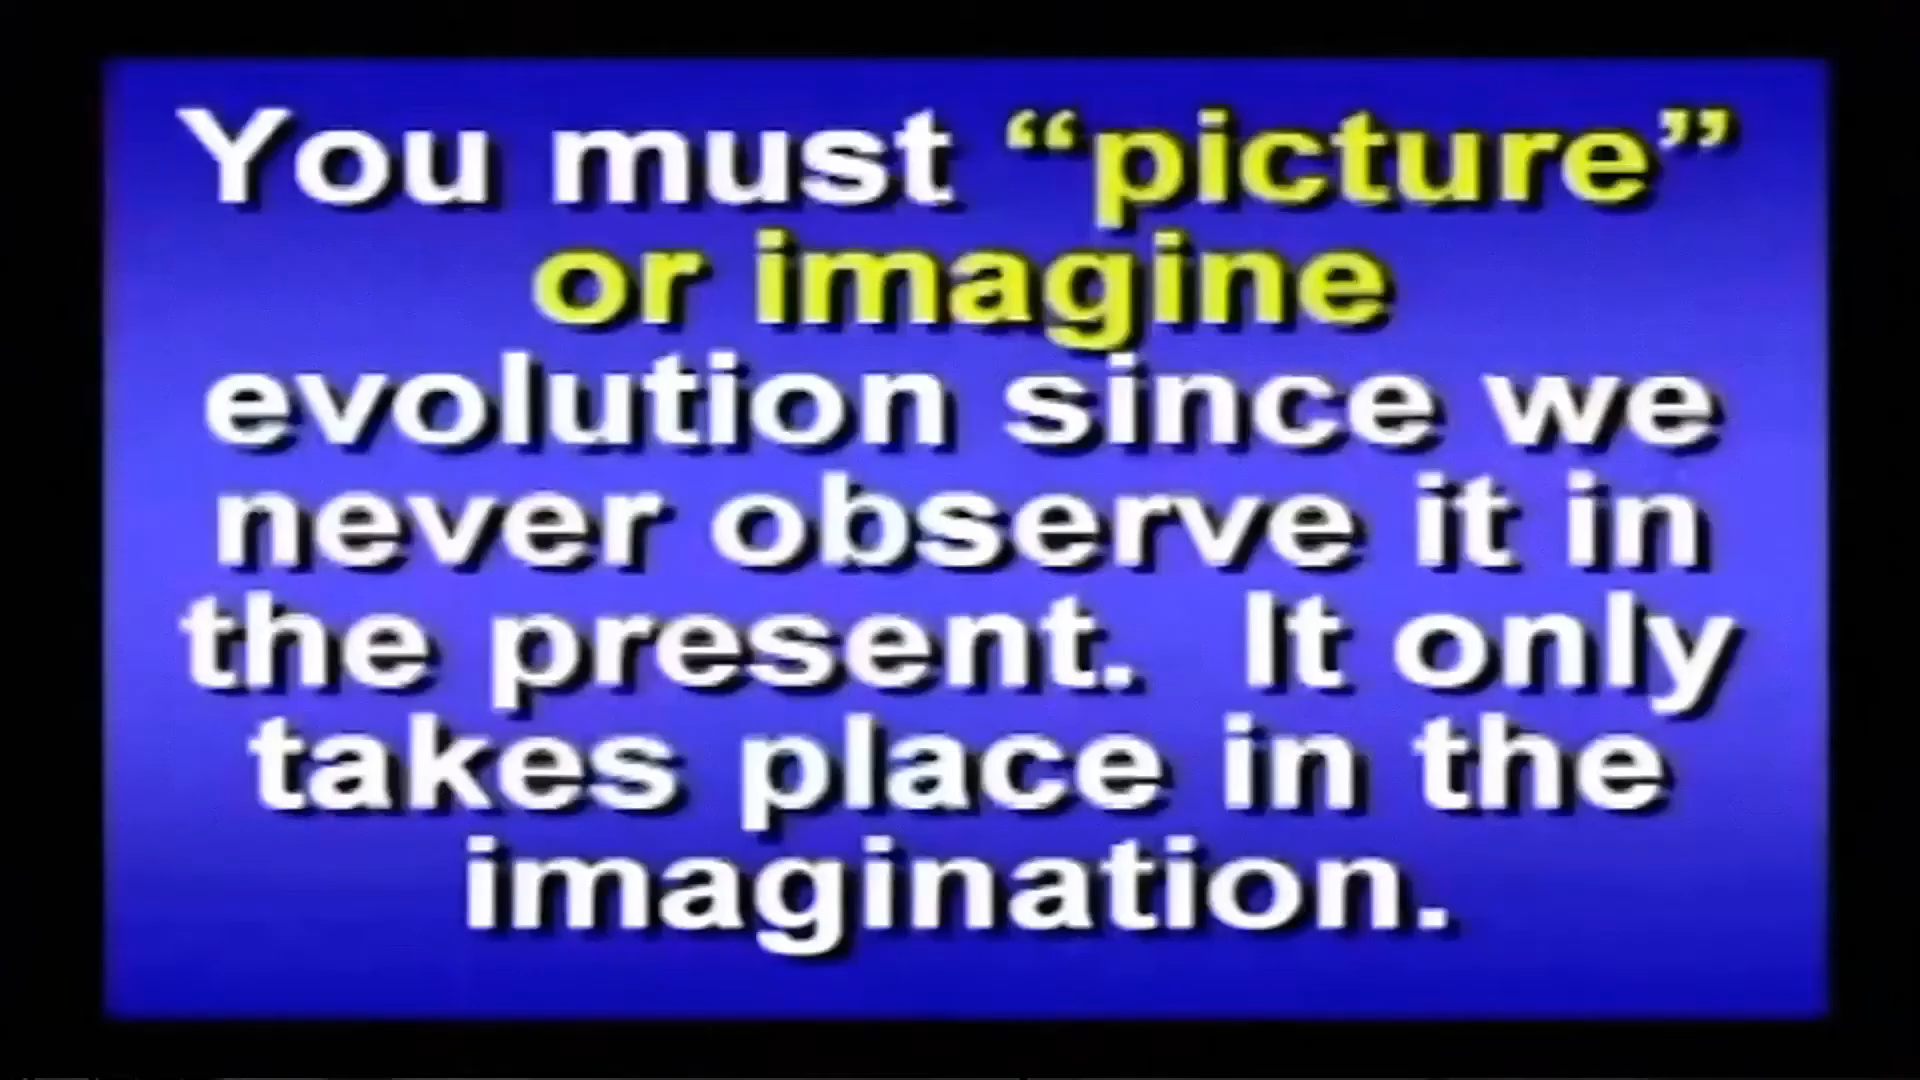 You must “picture”
or imagine
evolution since we
never observe it in
the present.  It only
takes place in the
imagination.